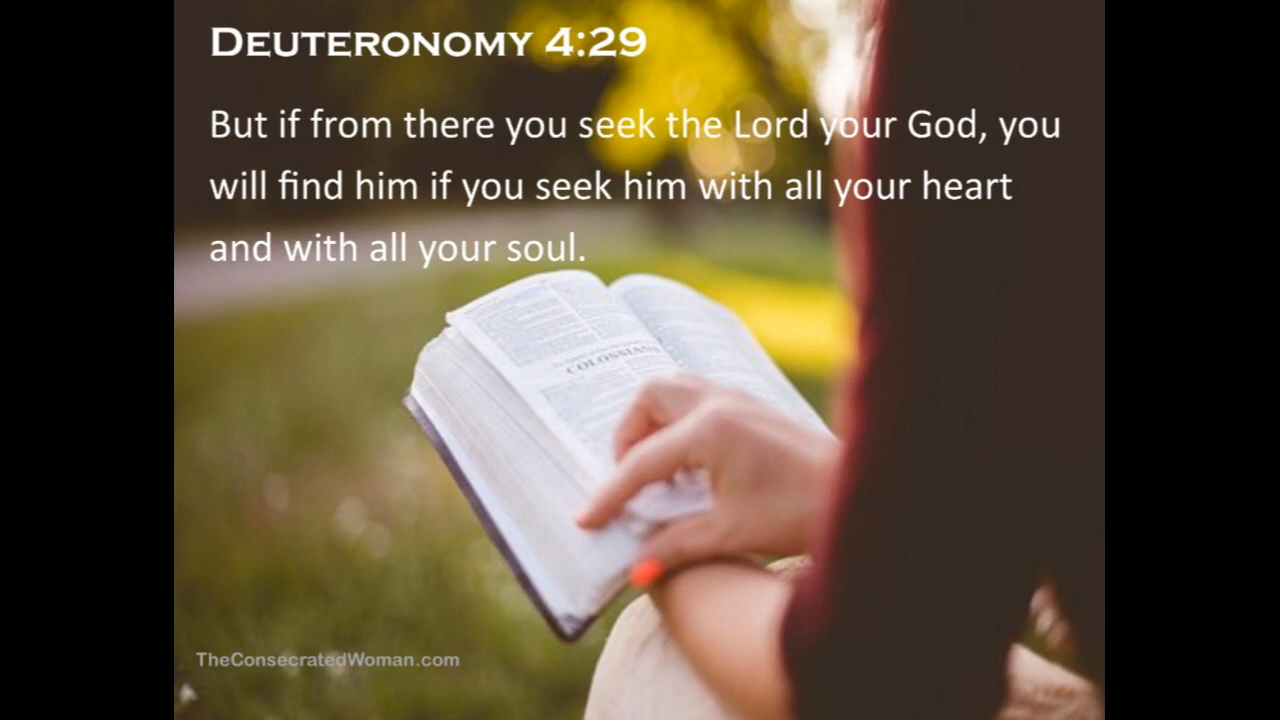 DEUTERONOMY 4:29
But if from there you seek the Lord your God, you
will find him if you seek him with all your heart
and with all your soul.
COLOSSIANS
TheConsecratedWoman.com